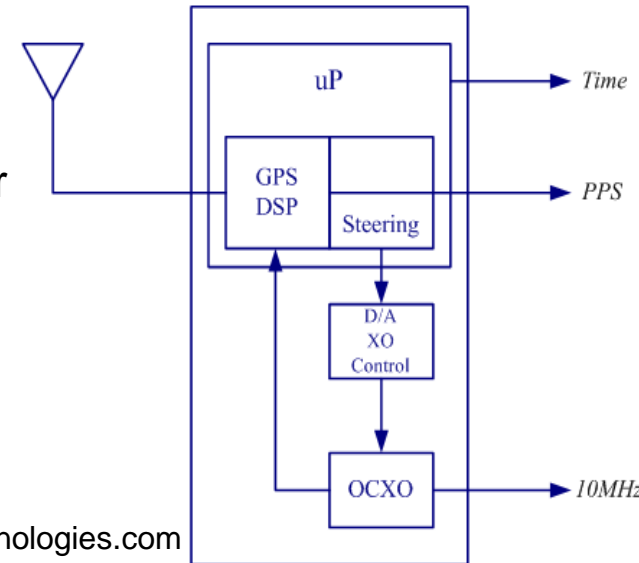 uP
Time
r
GPS
DSP
PPS
Steering
D/A
XO
Control
OCXO
10MHz
nologies.com